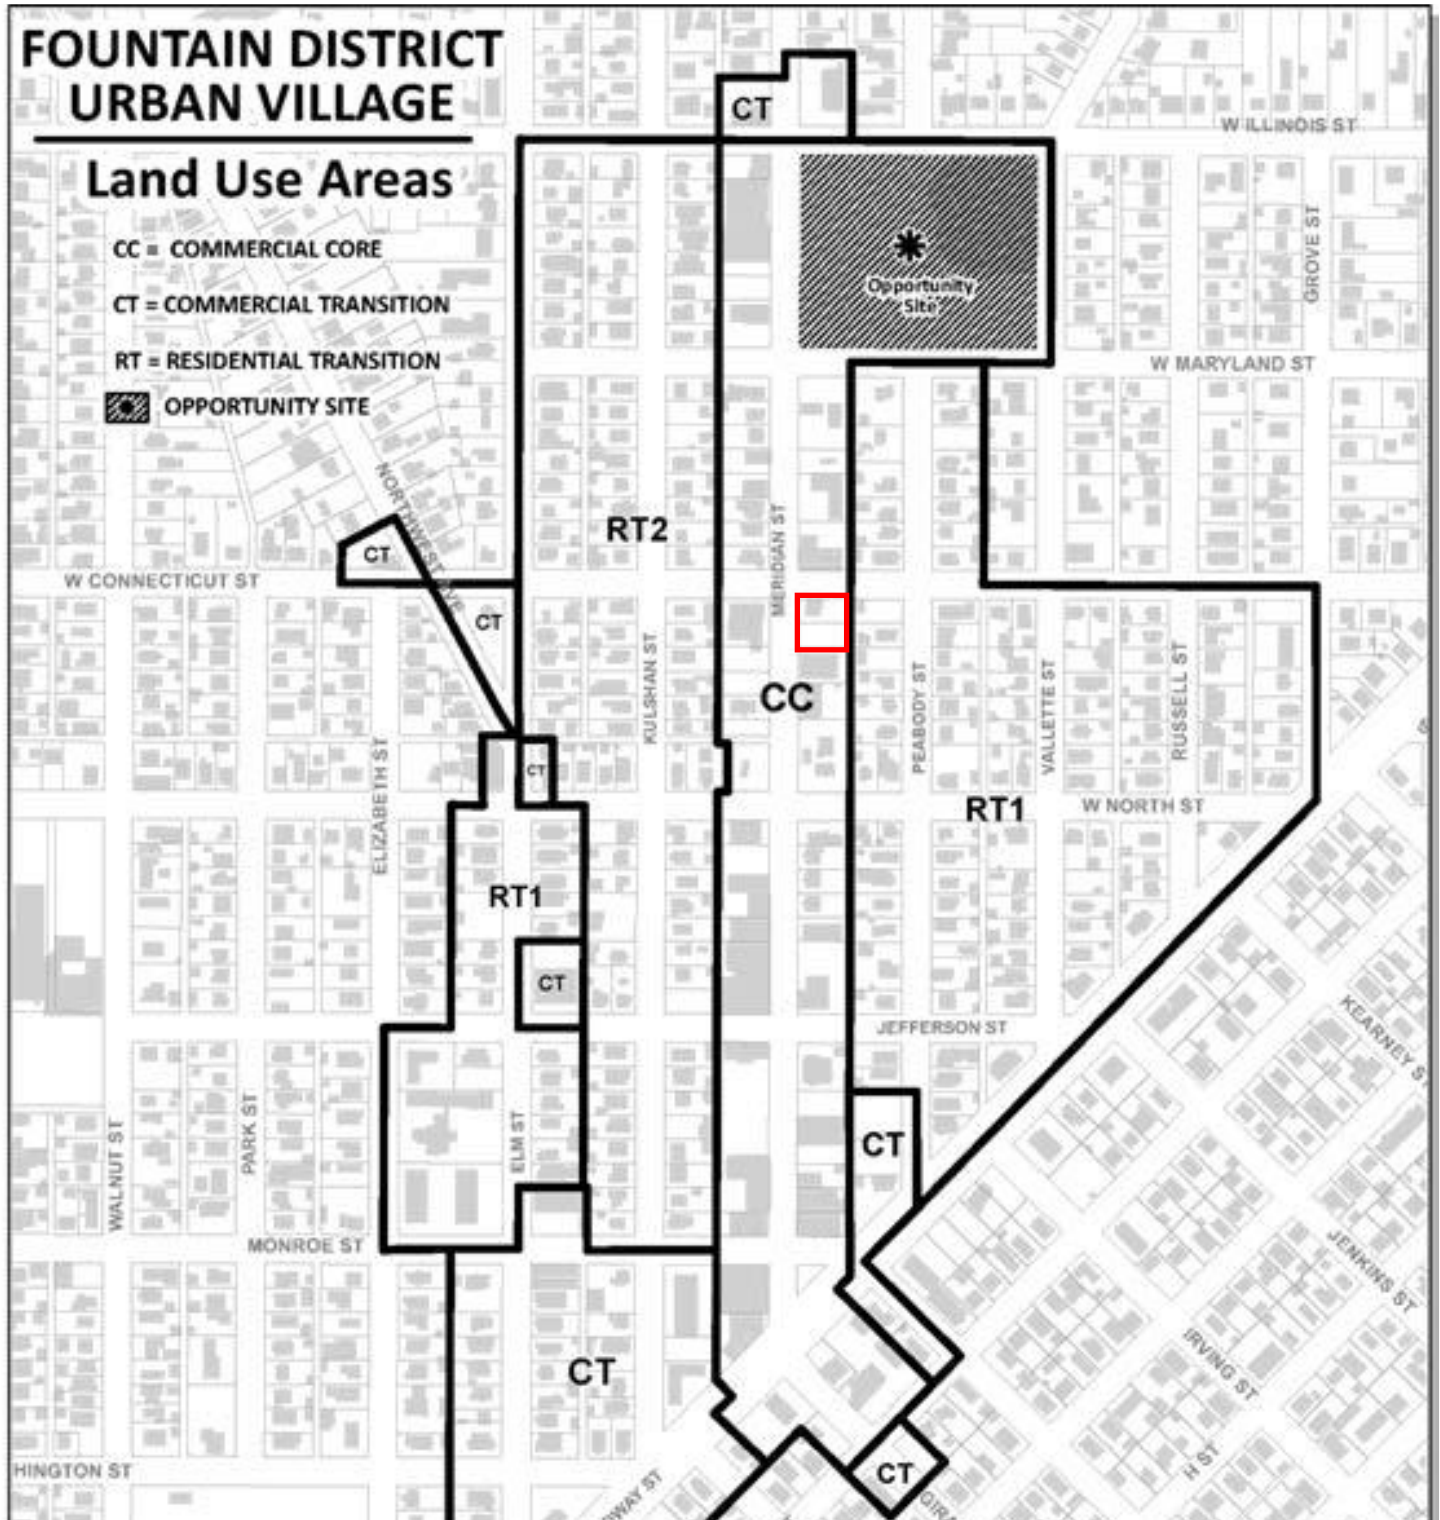 FOUNTAIN DISTRICT
URBAN VILLAGE
Land Use Areas
CC = COMMERCIAL CORE
CT = COMMERCIAL TRANSITION
RT = RESIDENTIAL TRANSITION
OPPORTUNITY SITE
CT
W ILLINOIS ST
Opportunity
Site
GROVE ST
W MARYLAND ST
NORTHWEST AVE
RT2
MERIDIAN ST
CT
W CONNECTICUT ST
CT
KULSHAN ST
CC
PEABODY ST
VALLETTE ST
RUSSELL ST
ELIZABETH ST
CT
RT1
W NORTH ST
RT1
CT
JEFFERSON ST
KEARNEY ST
WALNUT ST
PARK ST
ELM ST
CT
MONROE ST
JENKINS ST
CT
IRVING ST
HINGTON ST
CT
H ST
WAY ST
GIRA